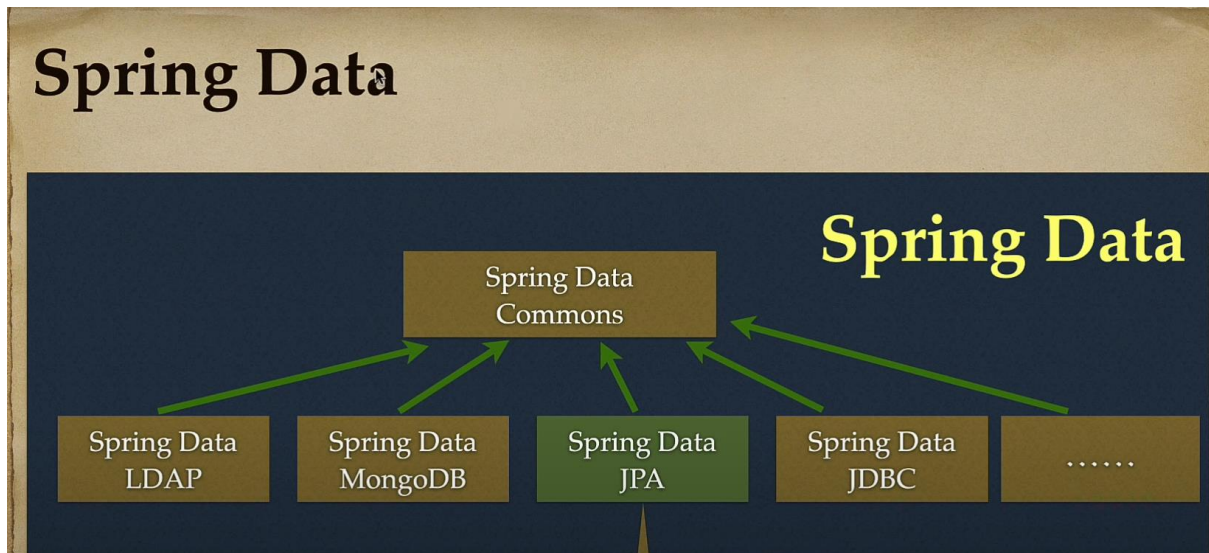 Spring Data
Spring Data
Spring Data
Commons
Spring Data
LDAP
Spring Data
MongoDB
Spring Data
JPA
Spring Data
JDBC
......